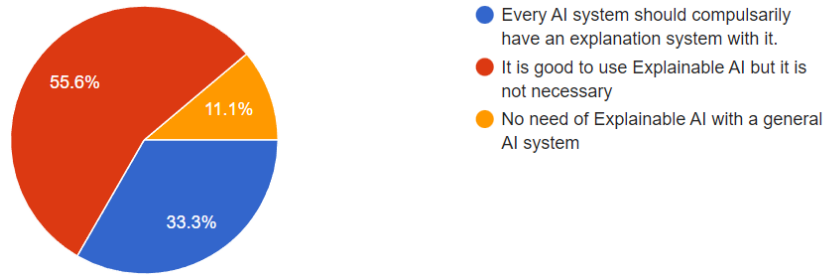 55.6%
11.1%
33.3%
Every AI system should compulsarily
have an explanation system with it.
It is good to use Explainable AI but it is
not necessary
No need of Explainable AI with a general
AI system